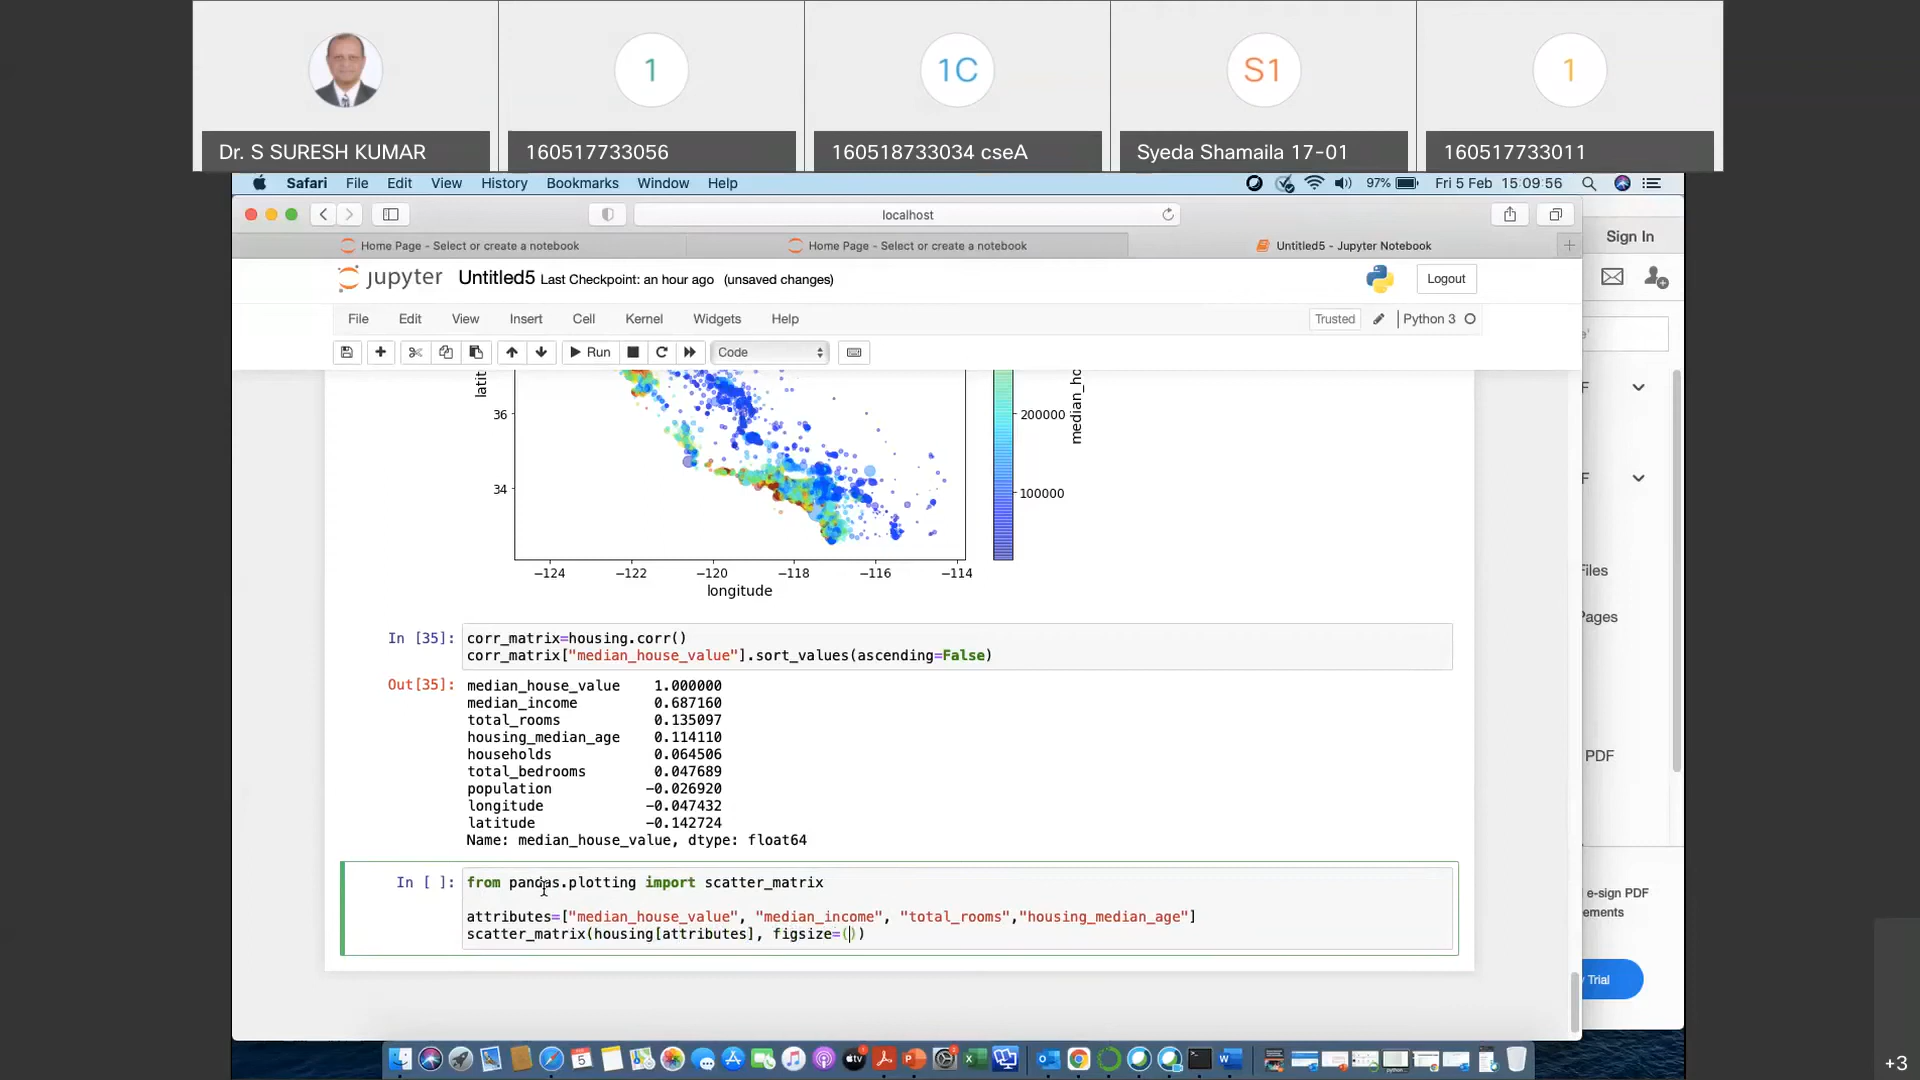 1
1C
S1
1
Dr. S SURESH KUMAR
160517733056
160518733034 cseA
Syeda Shamaila 17-01
160517733011
Safari File Edit View History Bookmarks Window Help
97% Fri 5 Feb 15:09:56
localhost
Home Page - Select or create a notebook
Home Page - Select or create a notebook
Untitled5 - Jupyter Notebook
Sign In
jupyter Untitled5 Last Checkpoint: an hour ago (unsaved changes)
Logout
File Edit View Insert Cell Kernel Widgets Help
Trusted
Python 3
Run
Code
lati
36
34
200000
100000
median_ho
−124 −122 −120 −118 −116 −114
longitude
In [35]: corr_matrix=housing.corr()
corr_matrix["median_house_value"].sort_values(ascending=False)
Out[35]: median_house_value 1.000000
median_income 0.687160
total_rooms 0.135097
housing_median_age 0.114110
households 0.064506
total_bedrooms 0.047689
population −0.026920
longitude −0.047432
latitude −0.142724
Name: median_house_value, dtype: float64
In [ ]: from pandas.plotting import scatter_matrix
attributes=["median_house_value", "median_income", "total_rooms","housing_median_age"]
scatter_matrix(housing[attributes], figsize=())
F
F
Files
Pages
PDF
e-sign PDF
ements
Trial
+3